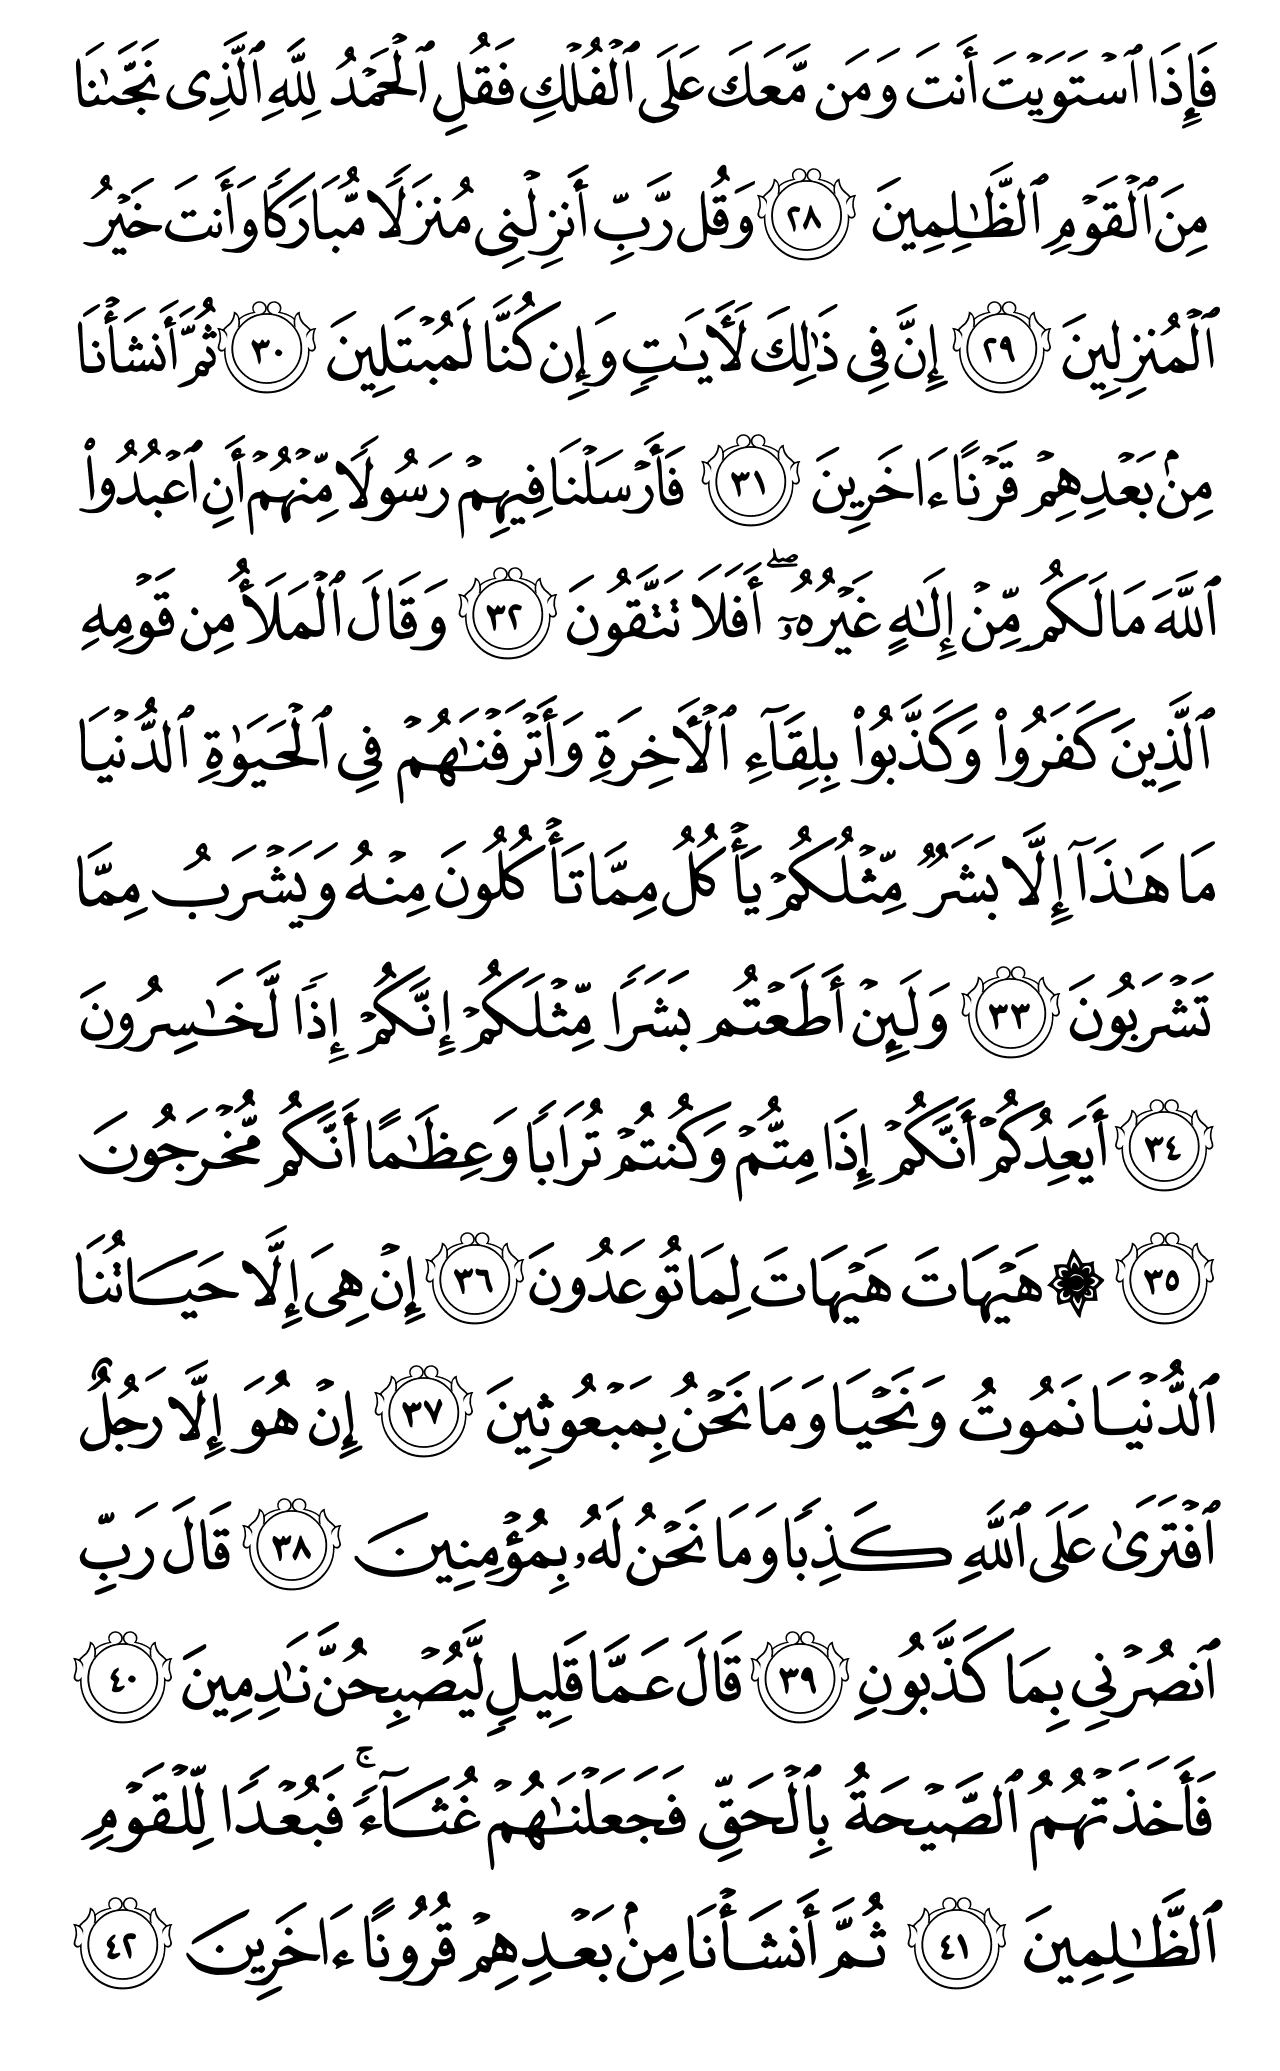 فَإِذَا ٱسۡتَوَيۡتَ أَنتَ وَمَن مَّعَكَ عَلَى ٱلۡفُلۡكِ فَقُلِ ٱلۡحَمۡدُ لِلَّهِ ٱلَّذِى نَجَّىٰنَا
مِنَ ٱلۡقَوۡمِ ٱلظَّـٰلِمِينَ ٢٨ وَقُل رَّبِّ أَنزِلۡنِى مُنزَلًا مُّبَارَكًا وَأَنتَ خَيۡرُ
ٱلۡمُنزِلِينَ ٢٩ إِنَّ فِى ذَٰلِكَ لَـَٔايَـٰتٍ وَإِن كُنَّا لَمُبۡتَلِينَ ٣٠ ثُمَّ أَنشَأۡنَا
مِنۢ بَعۡدِهِمۡ قَرۡنًا ءَاخَرِينَ ٣١ فَأَرۡسَلۡنَا فِيهِمۡ رَسُولًا مِّنۡهُمۡ أَنِ ٱعۡبُدُوا۟
ٱللَّهَ مَا لَكُم مِّنۡ إِلَـٰهٍ غَيۡرُهُۥٓ ۖ أَفَلَا تَتَّقُونَ ٣٢ وَقَالَ ٱلۡمَلَأُ مِن قَوۡمِهِ
ٱلَّذِينَ كَفَرُوا۟ وَكَذَّبُوا۟ بِلِقَآءِ ٱلۡـَٔاخِرَةِ وَأَتۡرَفۡنَـٰهُمۡ فِى ٱلۡحَيَوٰةِ ٱلدُّنۡيَا
مَا هَـٰذَآ إِلَّا بَشَرٌ مِّثۡلُكُمۡ يَأۡكُلُ مِمَّا تَأۡكُلُونَ مِنۡهُ وَيَشۡرَبُ مِمَّا
تَشۡرَبُونَ ٣٣ وَلَئِنۡ أَطَعۡتُم بَشَرًا مِّثۡلَكُمۡ إِنَّكُمۡ إِذًا لَّخَـٰسِرُونَ
٣٤ أَيَعِدُكُمۡ أَنَّكُمۡ إِذَا مِتُّمۡ وَكُنتُمۡ تُرَابًا وَعِظَـٰمًا أَنَّكُم مُّخۡرَجُونَ
٣٥ ۞ هَيۡهَاتَ هَيۡهَاتَ لِمَا تُوعَدُونَ ٣٦ إِنۡ هِىَ إِلَّا حَيَاتُنَا
ٱلدُّنۡيَا نَمُوتُ وَنَحۡيَا وَمَا نَحۡنُ بِمَبۡعُوثِينَ ٣٧ إِنۡ هُوَ إِلَّا رَجُلٌ
ٱفۡتَرَىٰ عَلَى ٱللَّهِ كَذِبًا وَمَا نَحۡنُ لَهُۥ بِمُؤۡمِنِينَ ٣٨ قَالَ رَبِّ
ٱنصُرۡنِى بِمَا كَذَّبُونِ ٣٩ قَالَ عَمَّا قَلِيلٍ لَّيُصۡبِحُنَّ نَـٰدِمِينَ ٤٠
فَأَخَذَتۡهُمُ ٱلصَّيۡحَةُ بِٱلۡحَقِّ فَجَعَلۡنَـٰهُمۡ غُثَآءً ۚ فَبُعۡدًا لِّلۡقَوۡمِ
ٱلظَّـٰلِمِينَ ٤١ ثُمَّ أَنشَأۡنَا مِنۢ بَعۡدِهِمۡ قُرُونًا ءَاخَرِينَ ٤٢